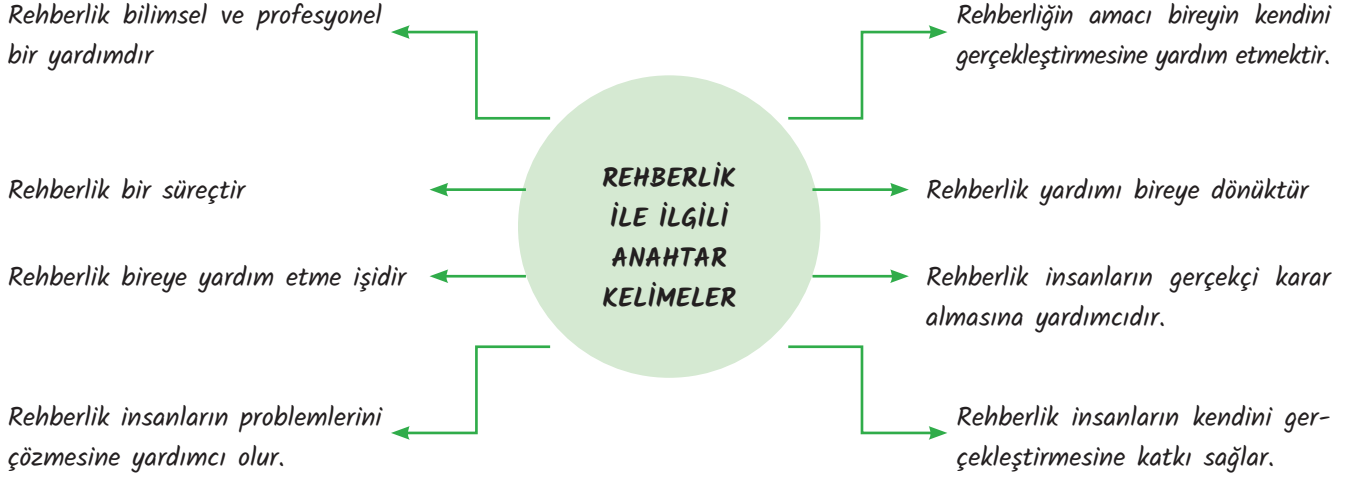 Rehberlik bilimsel ve profesyonel
bir yardımdır
Rehberlik bir süreçtir
Rehberlik bireye yardım etme işidir
Rehberlik insanların problemlerini
çözmesine yardımcı olur.
REHBERLİK
İLE İLGİLİ
ANAHTAR
KELİMELER
Rehberliğin amacı bireyin kendini
gerçekleştirmesine yardım etmektir.
Rehberlik yardımı bireye dönüktür
Rehberlik insanların gerçekçi karar
almasına yardımcıdır.
Rehberlik insanların kendini ger-
çekleştirmesine katkı sağlar.